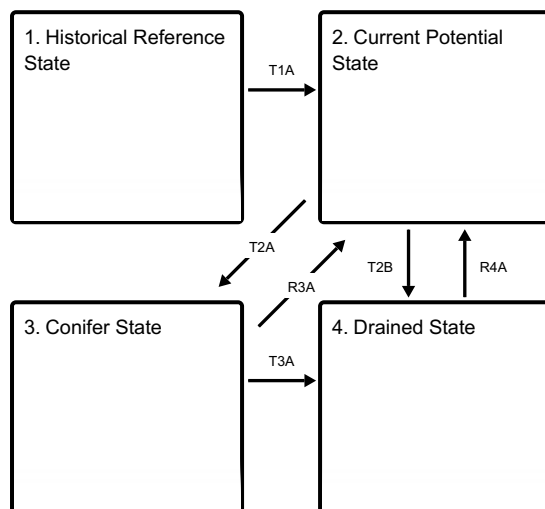 1. Historical Reference
State
2. Current Potential
State
T1A
T2A
R3A
T2B
R4A
3. Conifer State
4. Drained State
T3A